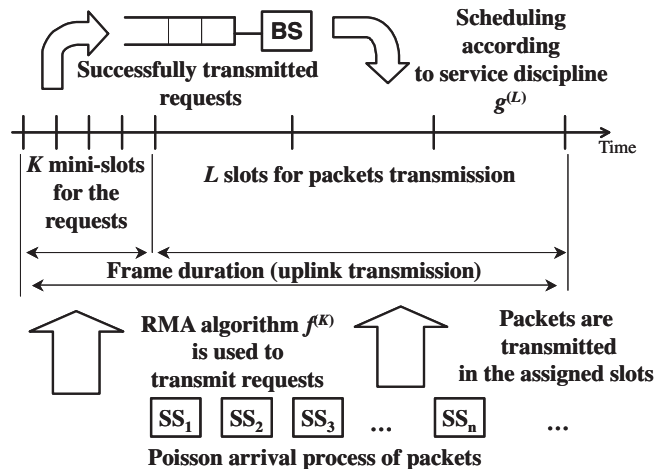 BS
Successfully transmitted
requests
Scheduling
according
to service discipline
g(L)
Time
K mini-slots
for the
requests
L slots for packets transmission
Frame duration (uplink transmission)
RMA algorithm f(K)
is used to
transmit requests
Packets are
transmitted
in the assigned slots
SS1 SS2 SS3 ... SSn ...
Poisson arrival process of packets